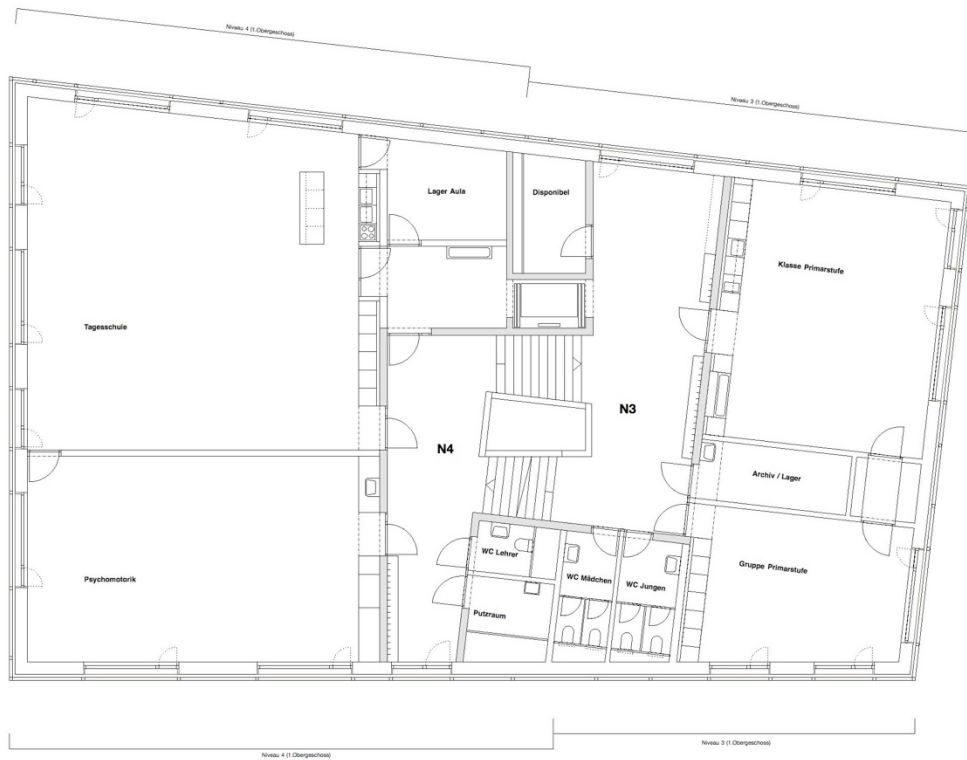 Niveau 4 (1.Obergeschoss)
Niveau 3 (1.Obergeschoss)
Lager Aula
Disponibel
Klasse Primarstufe
Tagesschule
N3
N4
Archiv / Lager
WC Lehrer
Gruppe Primarstufe
Psychomotorik
WC Mädchen
WC Jungen
Putzraum
Niveau 3 (1.Obergeschoss)
Niveau 4 (1.Obergeschoss)